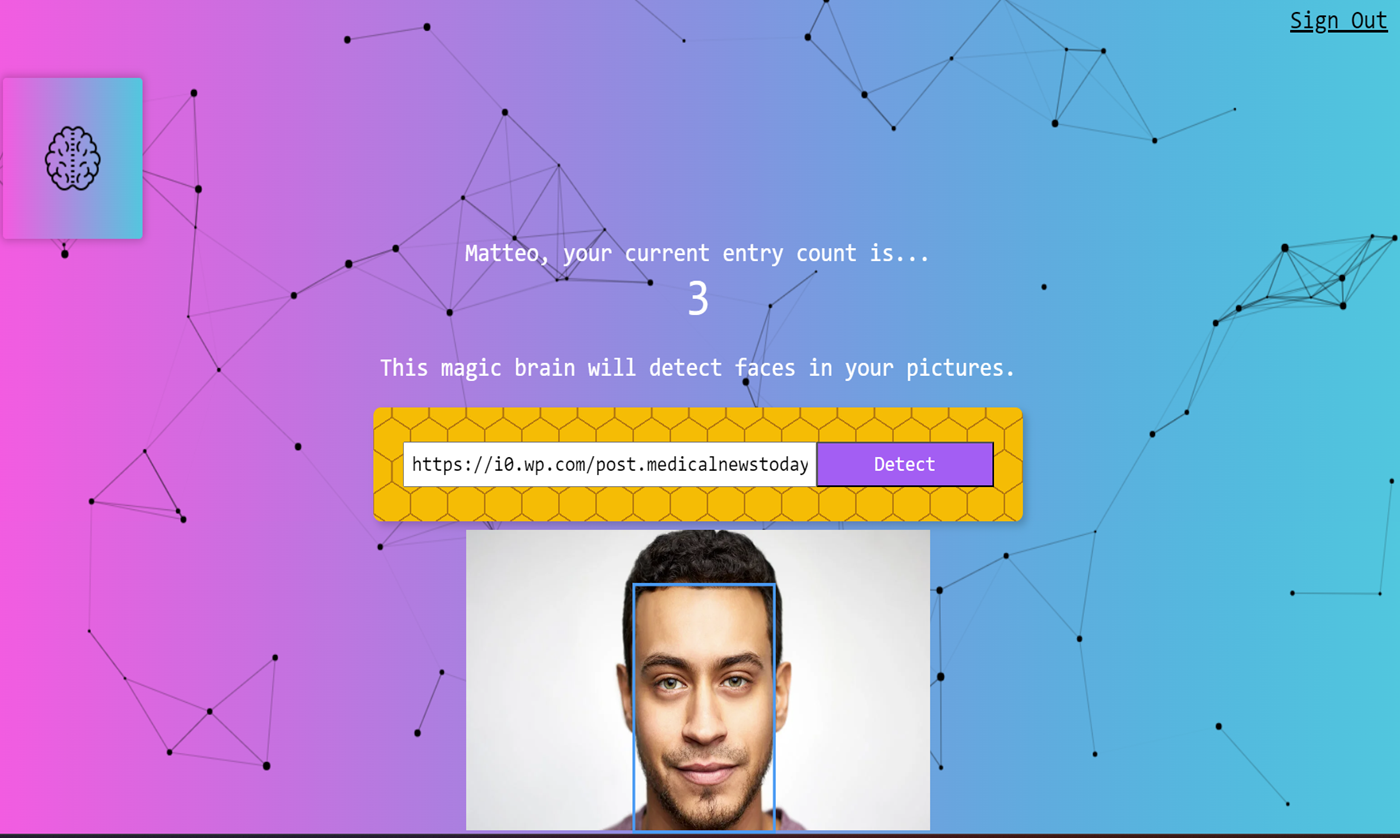 Sign Out
Matteo, your current entry count is...
3
This magic brain will detect faces in your pictures.
https://i0.wp.com/post.medicalnewstoday
Detect